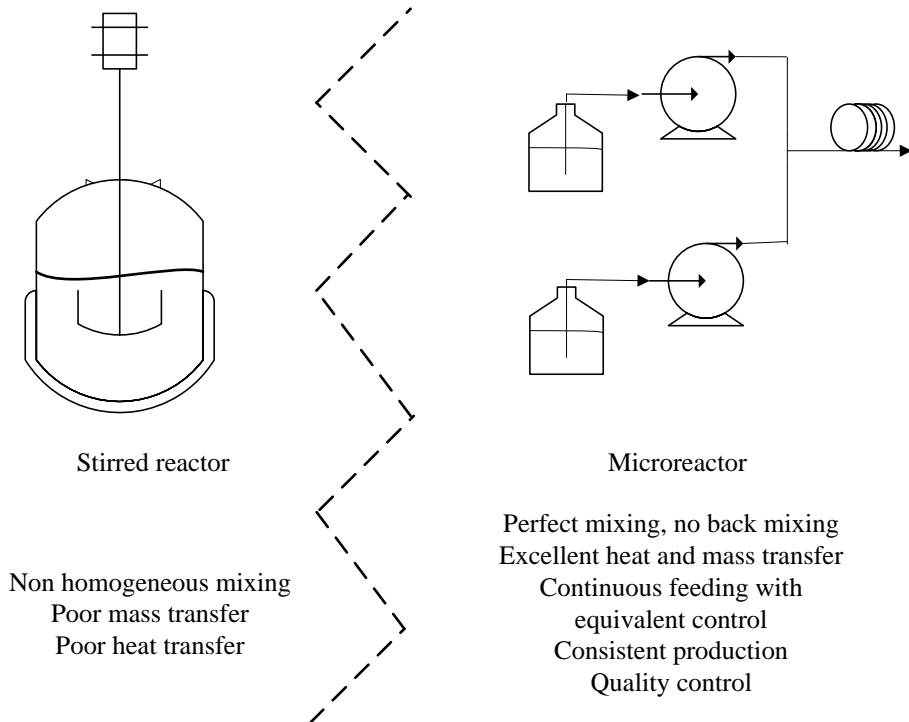 Stirred reactor
Non homogeneous mixing
Poor mass transfer
Poor heat transfer
Microreactor
Perfect mixing, no back mixing
Excellent heat and mass transfer
Continuous feeding with
equivalent control
Consistent production
Quality control